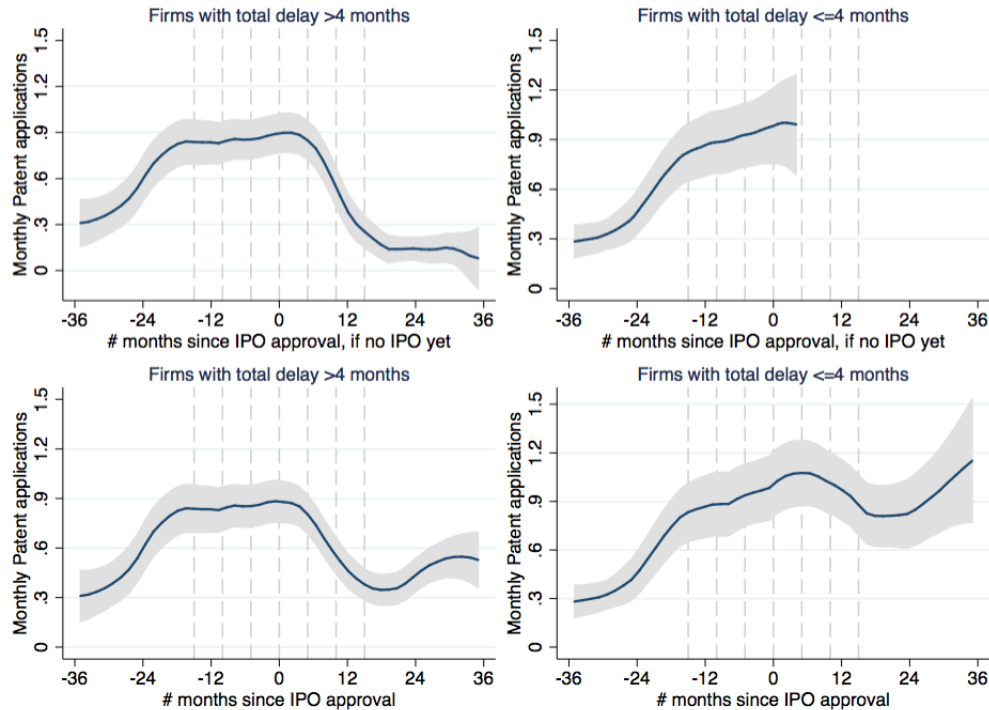 Firms with total delay >4 months
Monthly Patent applications
1.5
1.2
.9
.6
.3
0
-36 -24 -12 0 12 24 36
# months since IPO approval, if no IPO yet
Firms with total delay <=4 months
Monthly Patent applications
1.5
1.2
.9
.6
.3
0
-36 -24 -12 0 12 24 36
# months since IPO approval, if no IPO yet
Firms with total delay >4 months
Monthly Patent applications
1.5
1.2
.9
.6
.3
0
-36 -24 -12 0 12 24 36
# months since IPO approval
Firms with total delay <=4 months
Monthly Patent applications
1.5
1.2
.9
.6
.3
0
-36 -24 -12 0 12 24 36
# months since IPO approval